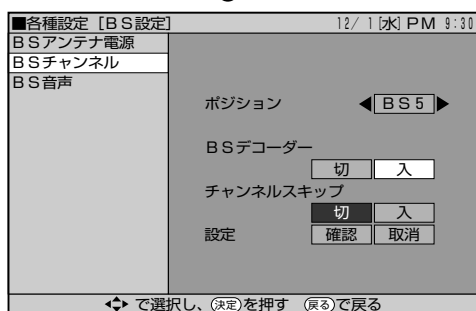 ■各種設定［BS設定］ 12/ 1[水]PM 9:30
BSアンテナ電源
BSチャンネル
BS音声
ポジション ◀BS5▶
BSデコーダー
切 入
チャンネルスキップ
切 入
設定 確認 取消
で選択し、決定を押す 戻るで戻る